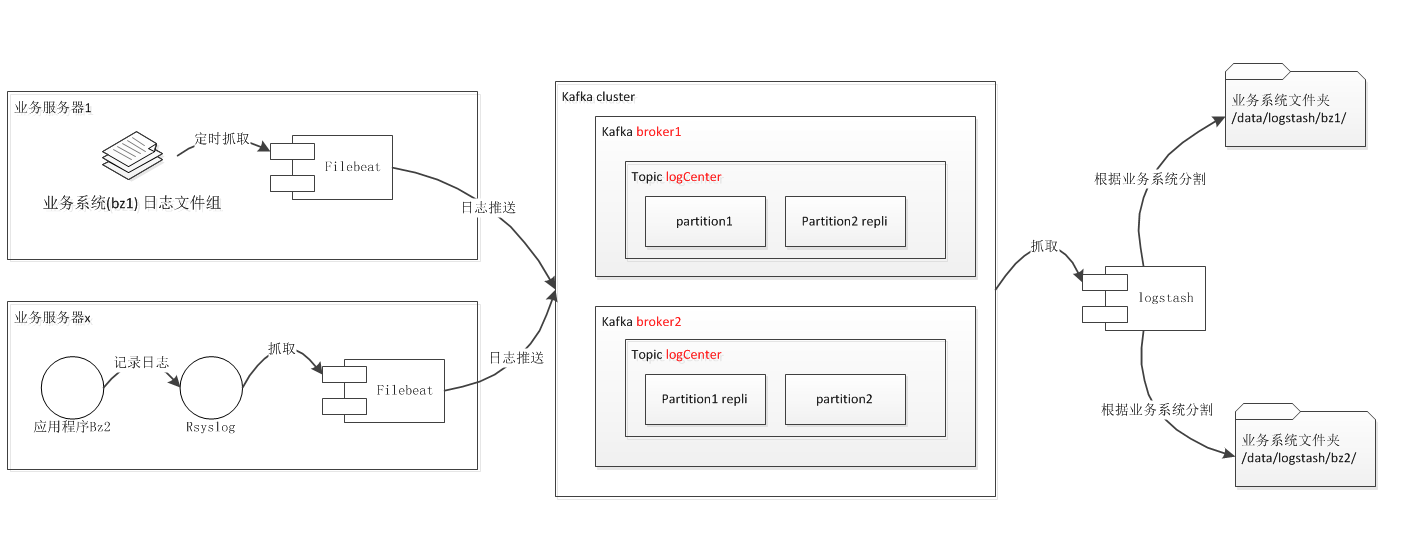 业务服务器1
定时抓取
Filebeat
业务系统(bz1) 日志文件组
日志推送
业务服务器x
记录日志
抓取
Filebeat
应用程序Bz2
Rsyslog
日志推送
Kafka cluster
Kafka broker1
Topic logCenter
partition1
Partition2 repli
Kafka broker2
Topic logCenter
Partition1 repli
partition2
抓取
logstash
根据业务系统分割
业务系统文件夹
/data/logstash/bz1/
根据业务系统分割
业务系统文件夹
/data/logstash/bz2/